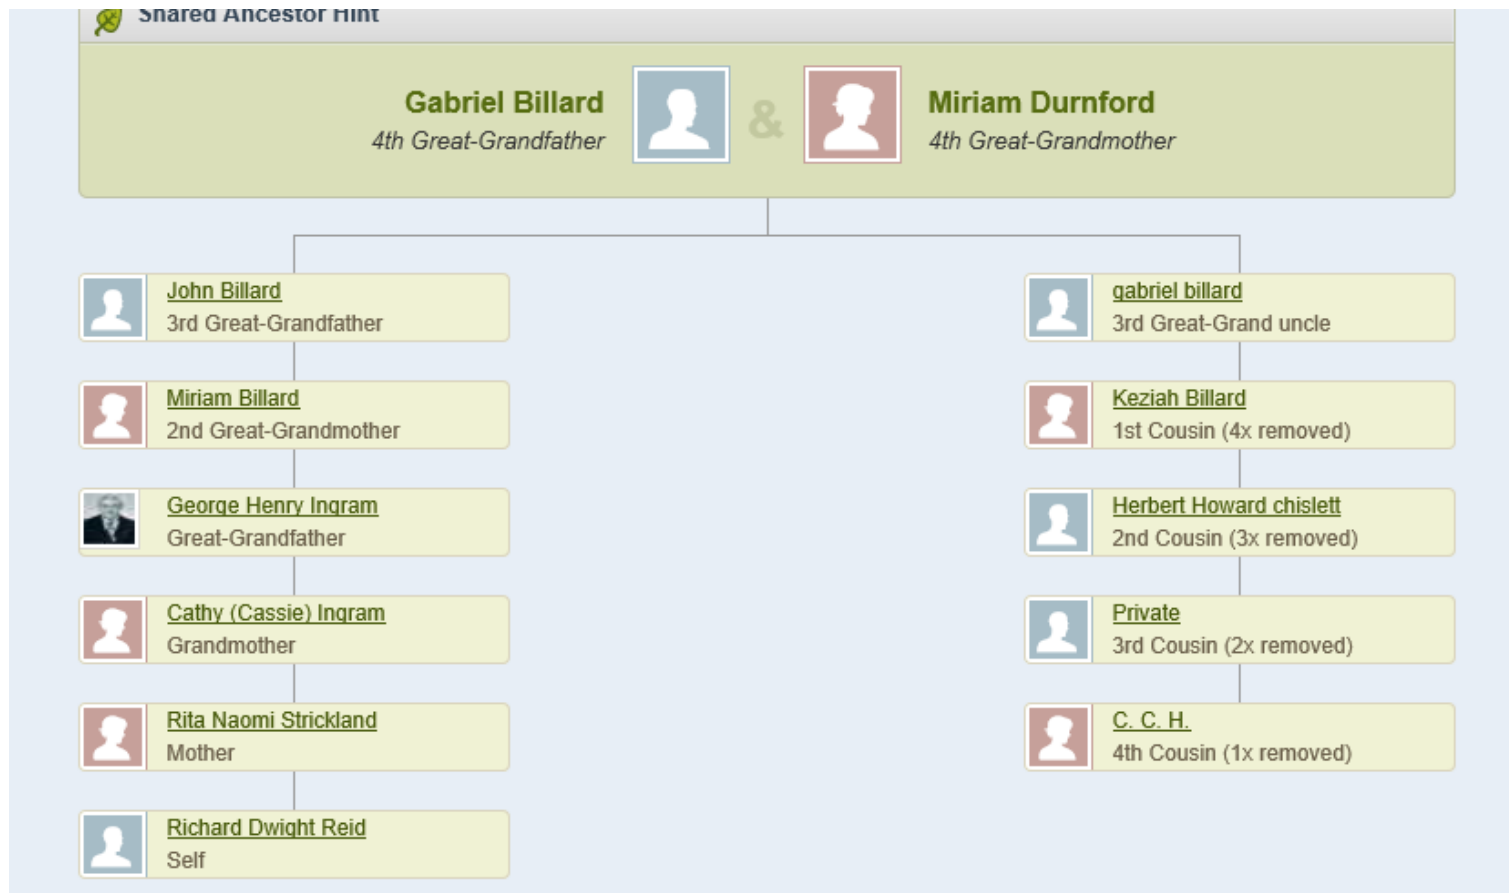 Shared Ancestor Hint
Gabriel Billard
4th Great-Grandfather
&
Miriam Durnford
4th Great-Grandmother
John Billard
3rd Great-Grandfather
Miriam Billard
2nd Great-Grandmother
George Henry Ingram
Great-Grandfather
Cathy (Cassie) Ingram
Grandmother
Rita Naomi Strickland
Mother
Richard Dwight Reid
Self
gabriel billard
3rd Great-Grand uncle
Keziah Billard
1st Cousin (4x removed)
Herbert Howard chislett
2nd Cousin (3x removed)
Private
3rd Cousin (2x removed)
C. C. H.
4th Cousin (1x removed)